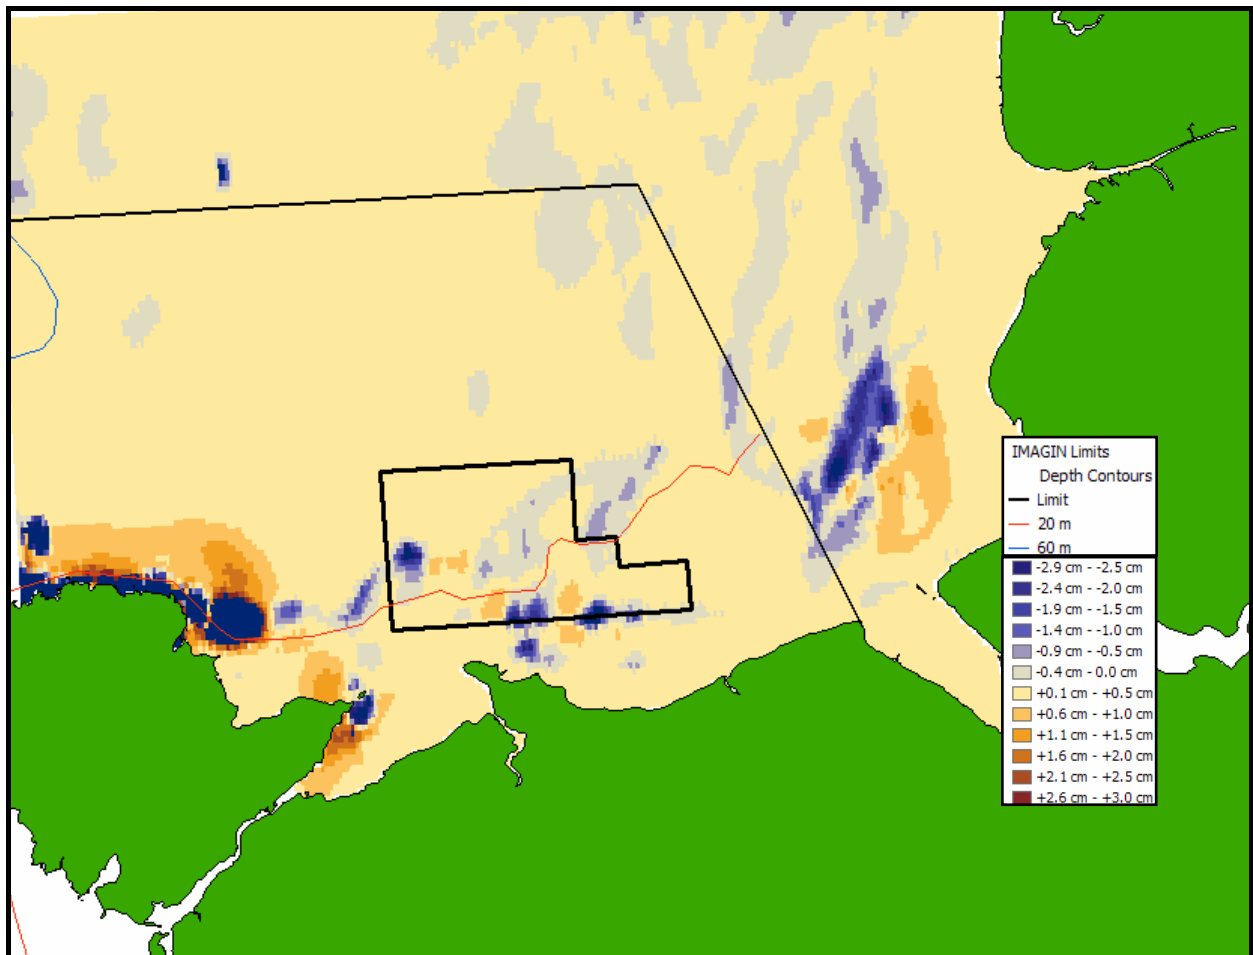 IMAGIN Limits
Depth Contours
Limit
20 m
60 m
-2.9 cm - -2.5 cm
-2.4 cm - -2.0 cm
-1.9 cm - -1.5 cm
-1.4 cm - -1.0 cm
-0.9 cm - -0.5 cm
-0.4 cm - 0.0 cm
+0.1 cm - +0.5 cm
+0.6 cm - +1.0 cm
+1.1 cm - +1.5 cm
+1.6 cm - +2.0 cm
+2.1 cm - +2.5 cm
+2.6 cm - +3.0 cm